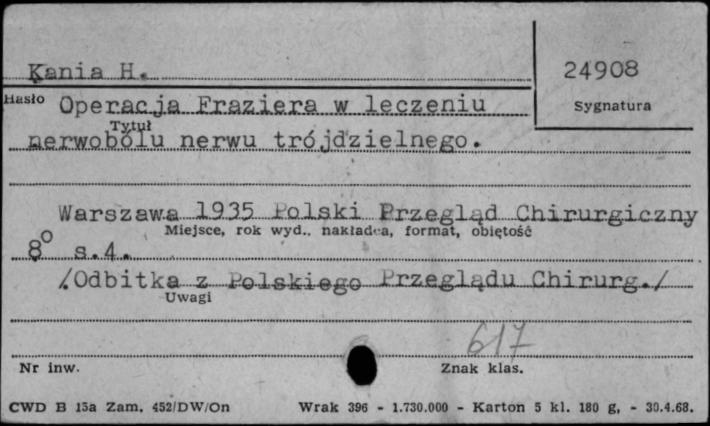 Kania H.
24908
Hasło
Operacja Fraziera w leczeniu
Sygnatura
Tytuł
nerwobólu nerwu trójdzielnego.
Warszawa 1935 Polski Przegląd Chirurgiczny
Miejsce, rok wyd., nakładca, format, objętość
8° s.4.
/.Odbitka z Polskiego Przeglądu Chirurg./
Uwagi
617
Nr inw.
Znak klas.
CWD B 15a Zam. 452/DW/On Wrak 396 - 1.730.000 - Karton 5 kl. 180 g, - 30.4.68.